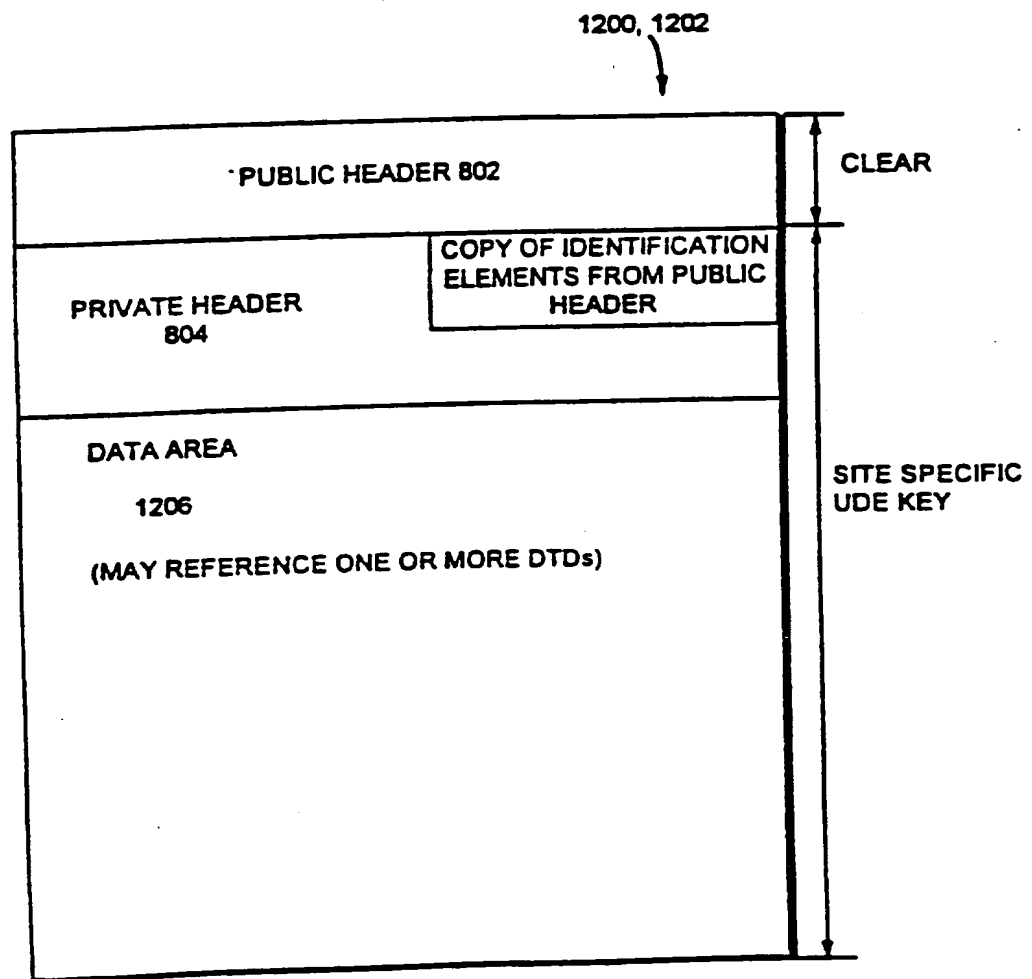 1200, 1202
PUBLIC HEADER 802
CLEAR
COPY OF IDENTIFICATION
ELEMENTS FROM PUBLIC
HEADER
PRIVATE HEADER
804
DATA AREA
1206
(MAY REFERENCE ONE OR MORE DTDs)
SITE SPECIFIC
UDE KEY